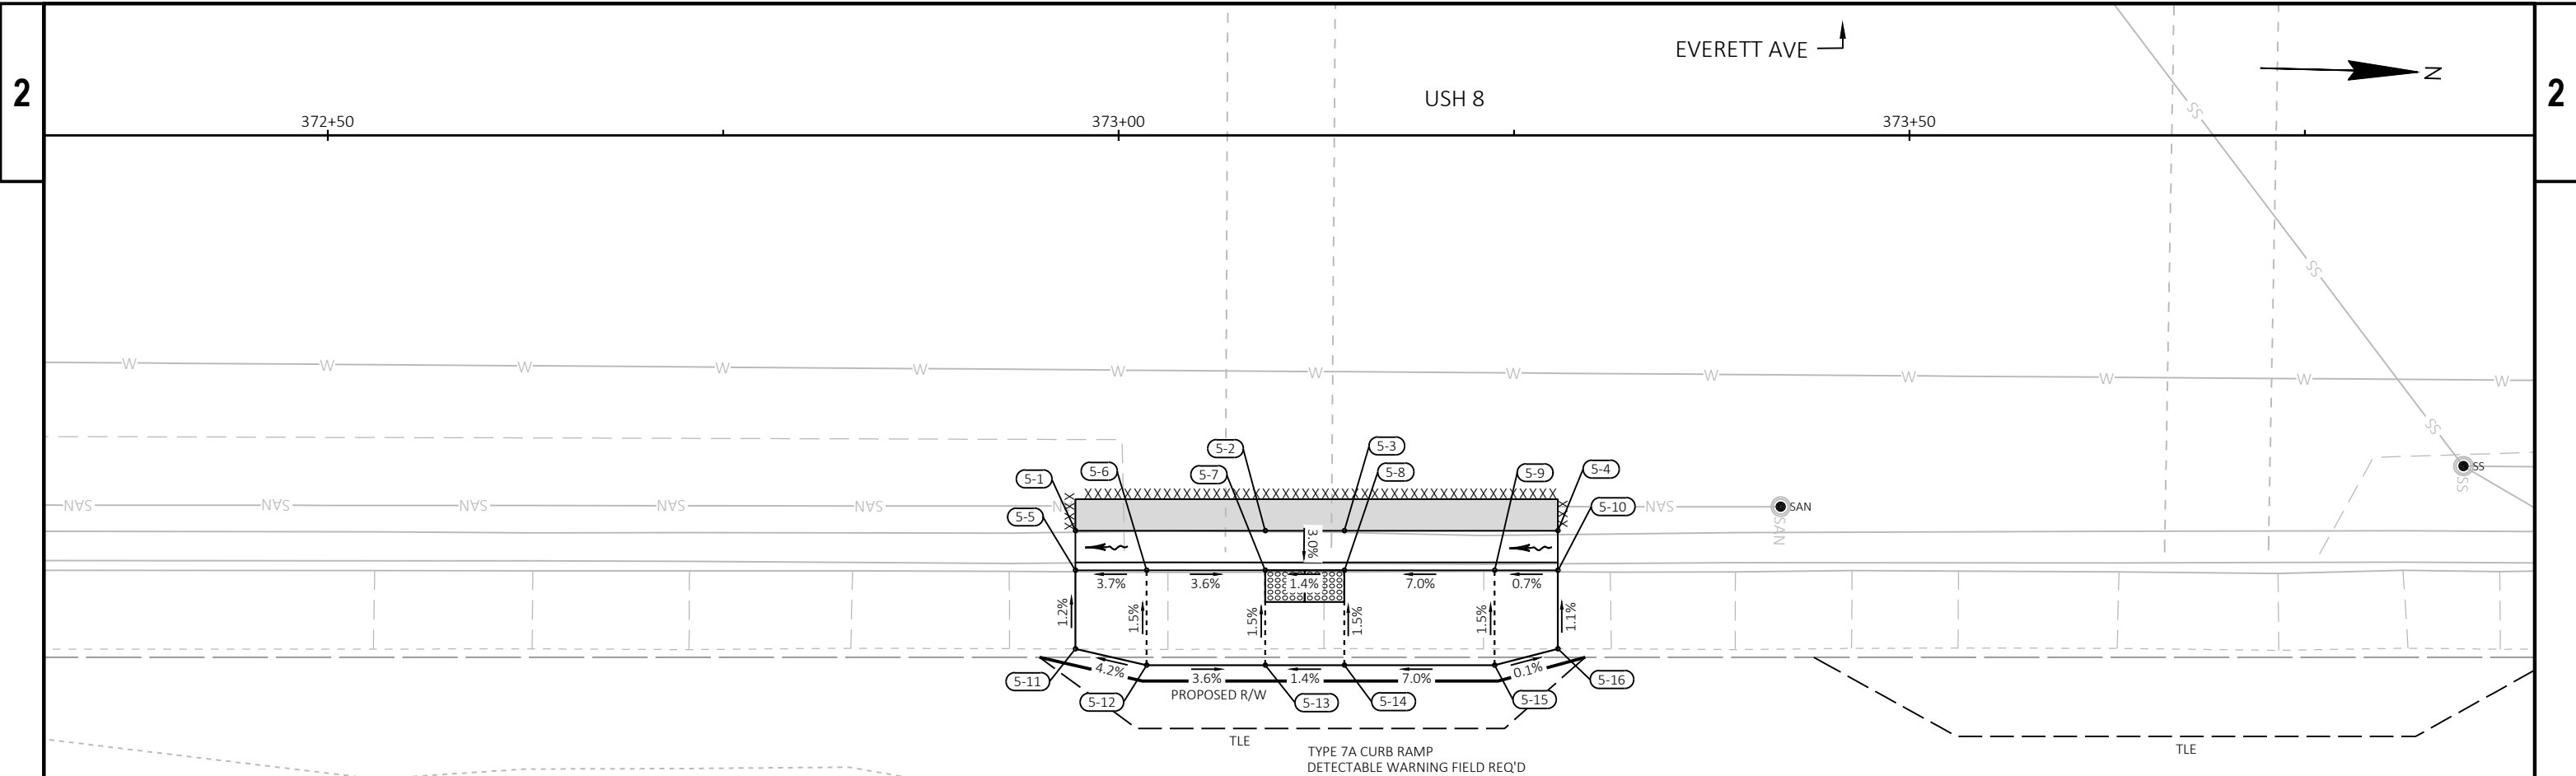 2
EVERETT AVE
N
2
USH 8
372+50
373+00
373+50
SS
W W W W W W W W W W W W W
SS
SS
5-2
5-3
5-1
5-6
5-7
5-8
5-9
5-4
SS
SS
SAN SAN SAN SAN SAN
XXXXXXXXXXXXXXXXXXXXXXXXXXXXXXXXXXXXXXXXX
5-5
5-10
SAN
SAN
SAN
3.0%
3.7%
3.6%
1.4%
7.0%
0.7%
1.2%
1.5%
1.5%
1.5%
1.5%
1.1%
4.2%
3.6%
1.4%
7.0%
0.1%
5-11
5-16
PROPOSED R/W
5-12
5-13
5-14
5-15
TLE
TYPE 7A CURB RAMP
DETECTABLE WARNING FIELD REQ'D
TLE